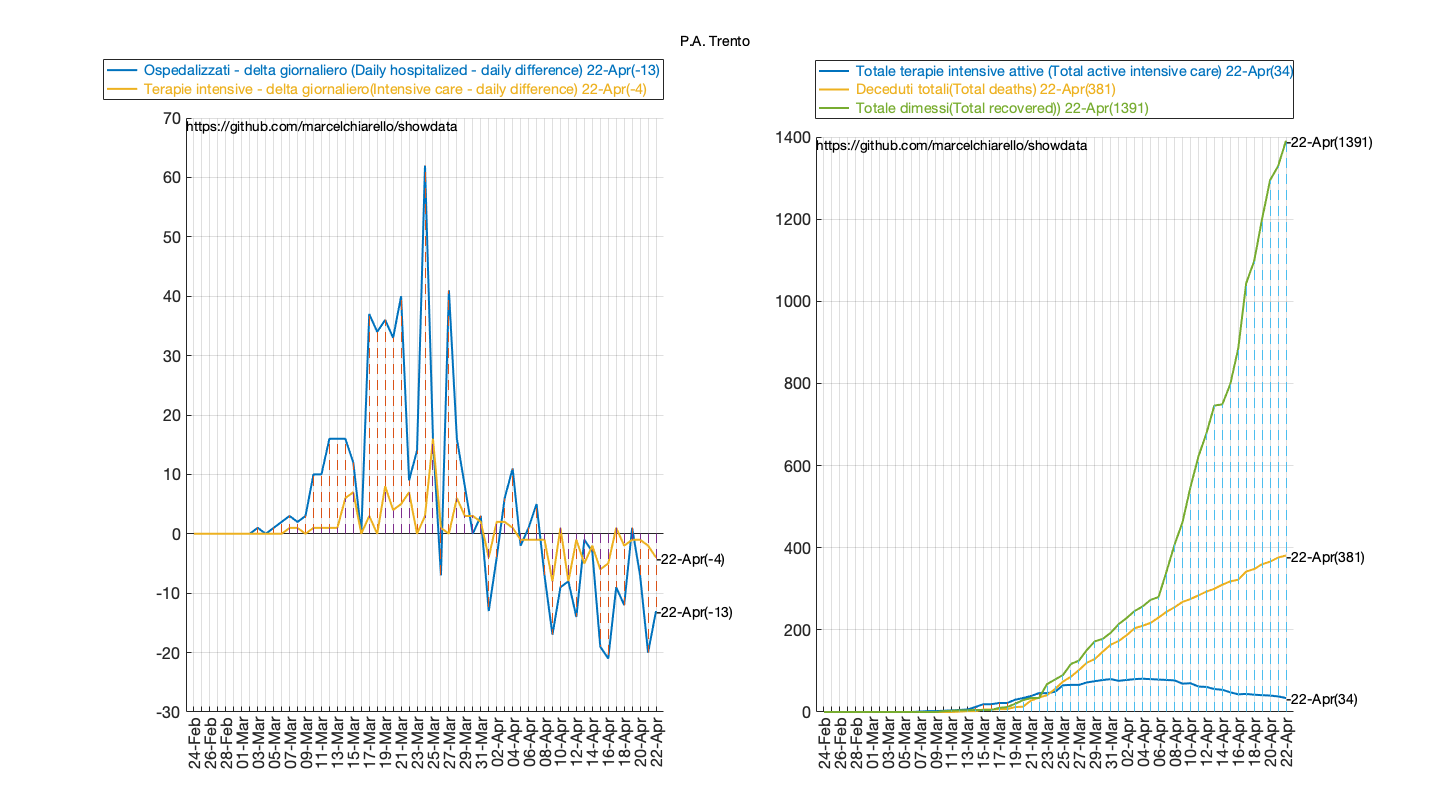 P.A. Trento
Ospedalizzati - delta giornaliero (Daily hospitalized - daily difference) 22-Apr(-13)
Terapie intensive - delta giornaliero(Intensive care - daily difference) 22-Apr(-4)
https://github.com/marcelchiarello/showdata
70
60
50
40
30
20
10
0
-10
-20
-30
22-Apr(-4)
22-Apr(-13)
24-Feb
26-Feb
28-Feb
01-Mar
03-Mar
05-Mar
07-Mar
09-Mar
11-Mar
13-Mar
15-Mar
17-Mar
19-Mar
21-Mar
23-Mar
25-Mar
27-Mar
29-Mar
31-Mar
02-Apr
04-Apr
06-Apr
08-Apr
10-Apr
12-Apr
14-Apr
16-Apr
18-Apr
20-Apr
22-Apr
Totale terapie intensive attive (Total active intensive care) 22-Apr(34)
Deceduti totali(Total deaths) 22-Apr(381)
Totale dimessi(Total recovered)) 22-Apr(1391)
https://github.com/marcelchiarello/showdata
1400
1200
1000
800
600
400
200
0
22-Apr(1391)
22-Apr(381)
22-Apr(34)
24-Feb
26-Feb
28-Feb
01-Mar
03-Mar
05-Mar
07-Mar
09-Mar
11-Mar
13-Mar
15-Mar
17-Mar
19-Mar
21-Mar
23-Mar
25-Mar
27-Mar
29-Mar
31-Mar
02-Apr
04-Apr
06-Apr
08-Apr
10-Apr
12-Apr
14-Apr
16-Apr
18-Apr
20-Apr
22-Apr